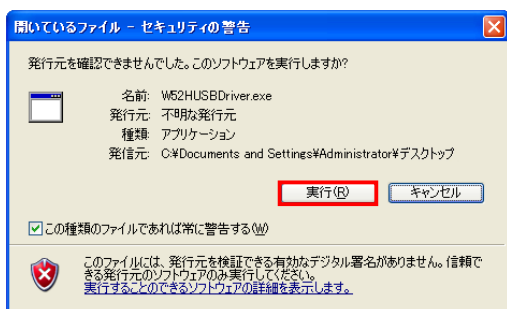 開いているファイル - セキュリティの警告
発行元を確認できませんでした。このソフトウェアを実行しますか?
名前: W52HUSBDriver.exe
発行元: 不明な発行元
種類: アプリケーション
発信元: C:¥Documents and Settings¥Administrator¥デスクトップ
実行(R) キャンセル
この種類のファイルであれば常に警告する(W)
このファイルには、発行元を検証できる有効なデジタル署名がありません。信頼で
きる発行元のソフトウェアのみ実行してください。
実行することのできるソフトウェアの詳細を表示します。